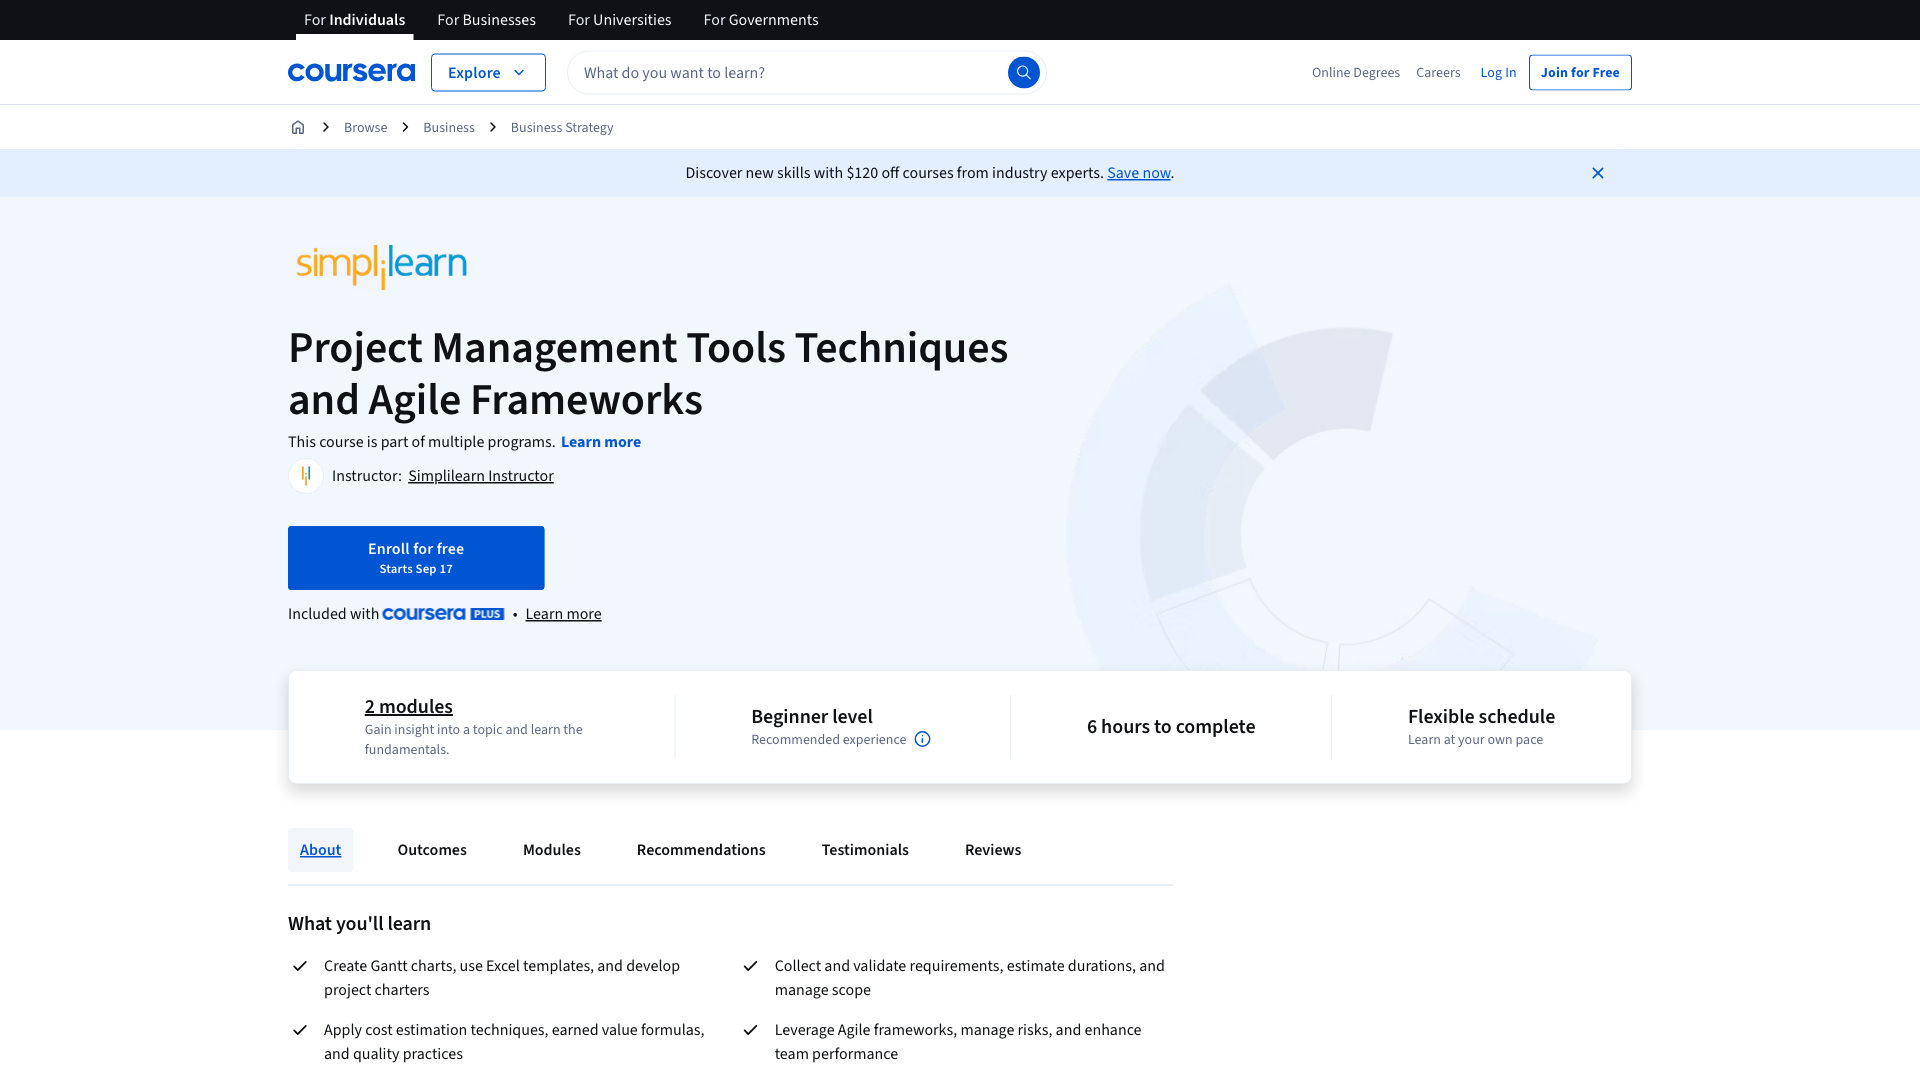 For Individuals
For Businesses
For Universities
For Governments
coursera
Explore
What do you want to learn?
Online Degrees
Careers
Log In
Join for Free
Browse
Business
Business Strategy
Discover new skills with $120 off courses from industry experts. Save now.
simplilearn
Project Management Tools Techniques
and Agile Frameworks
This course is part of multiple programs. Learn more
Instructor: Simplilearn Instructor
Enroll for free
Starts Sep 17
Included with coursera PLUS • Learn more
2 modules
Gain insight into a topic and learn the
fundamentals.
Beginner level
Recommended experience
6 hours to complete
Flexible schedule
Learn at your own pace
About
Outcomes
Modules
Recommendations
Testimonials
Reviews
What you'll learn
Create Gantt charts, use Excel templates, and develop
project charters
Collect and validate requirements, estimate durations, and
manage scope
Apply cost estimation techniques, earned value formulas,
and quality practices
Leverage Agile frameworks, manage risks, and enhance
team performance